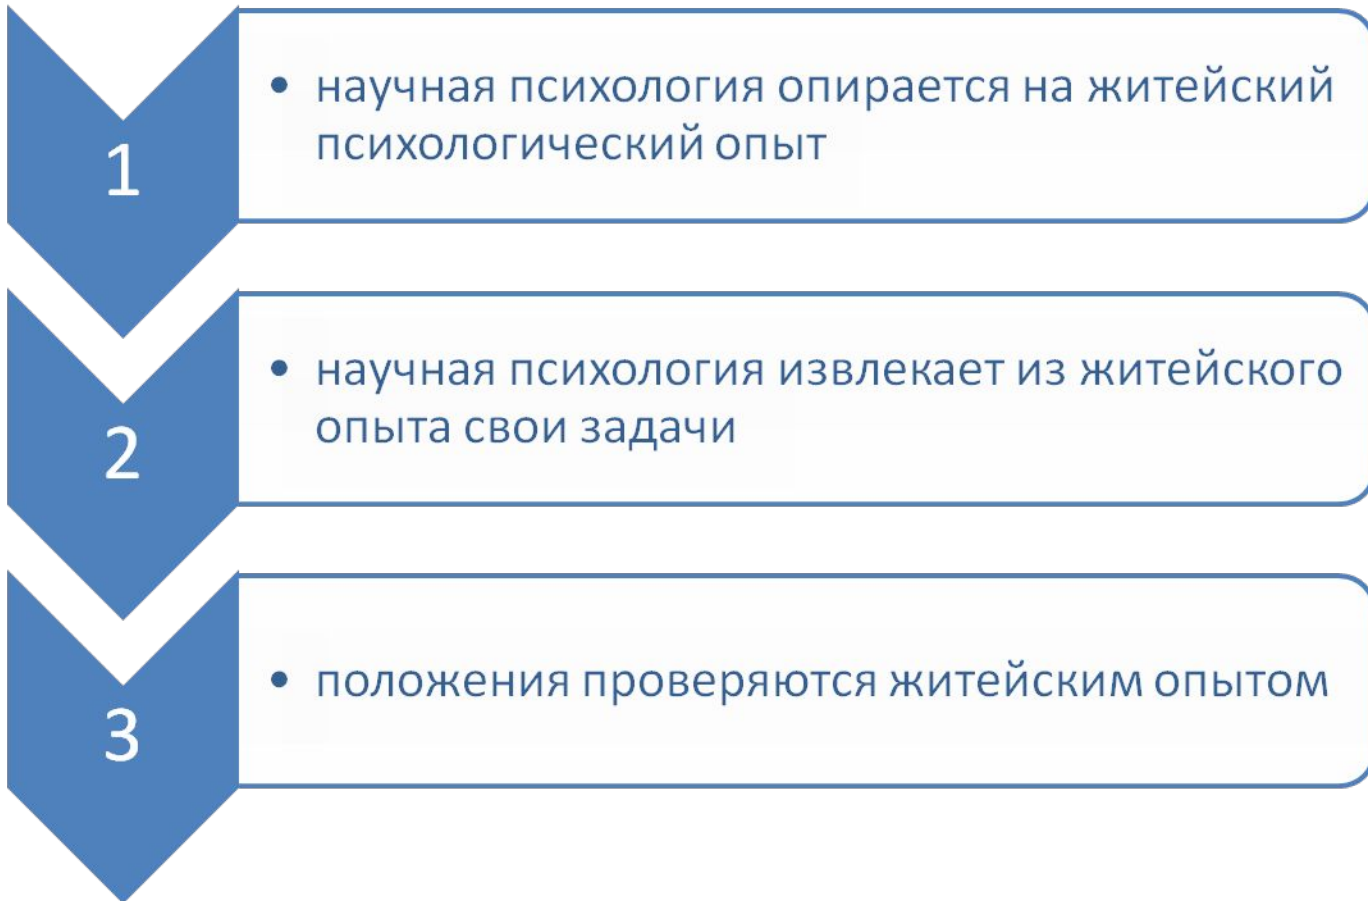 1
• научная психология опирается на житейский
психологический опыт
2
• научная психология извлекает из житейского
опыта свои задачи
3
• положения проверяются житейским опытом